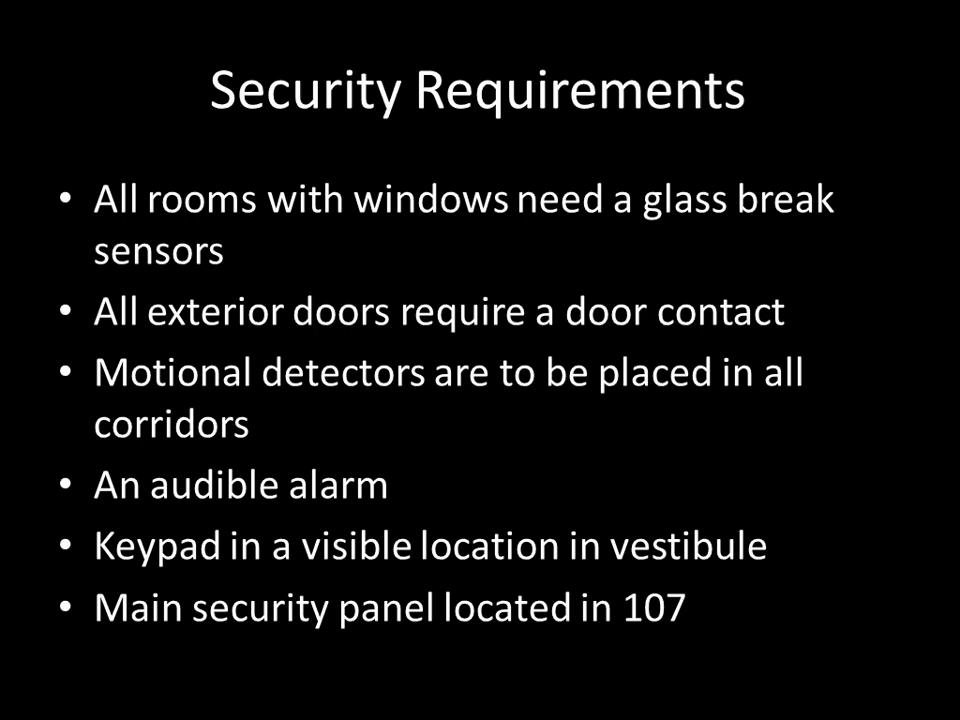 Security Requirements
• All rooms with windows need a glass break
sensors
• All exterior doors require a door contact
• Motional detectors are to be placed in all
corridors
• An audible alarm
• Keypad in a visible location in vestibule
• Main security panel located in 107